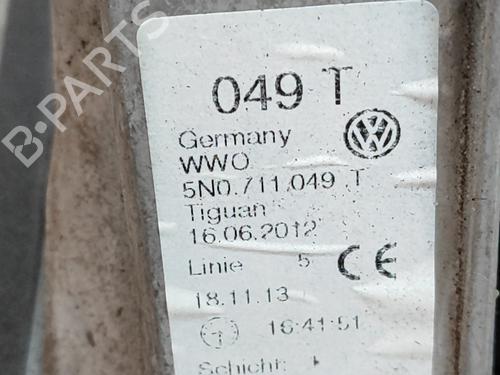 B-PARTS
049 T
Germany
WWO
5N0.711.049 T
Tiguan
16.06.2012
Linie 5 CE
18.11.13
16:41:51
Schicht: